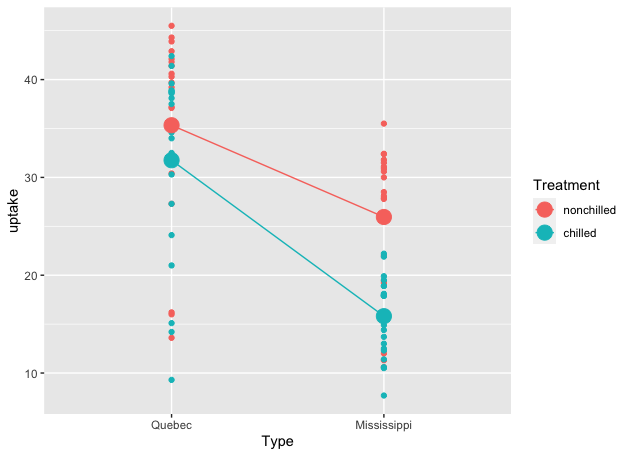 uptake
40
30
20
10
Quebec
Mississippi
Type
Treatment
nonchilled
chilled